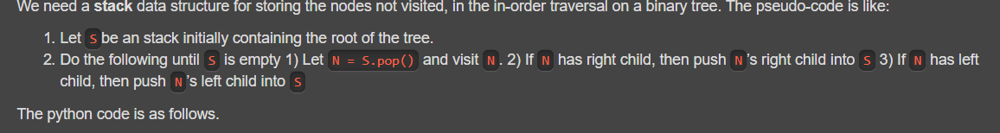 We need a stack data structure for storing the nodes not visited, in the in-order traversal on a binary tree. The pseudo-code is like:
1. Let S be an stack initially containing the root of the tree.
2. Do the following until S is empty 1) Let N = S.pop() and visit N. 2) If N has right child, then push N's right child into S 3) If N has left
child, then push N's left child into S
The python code is as follows.